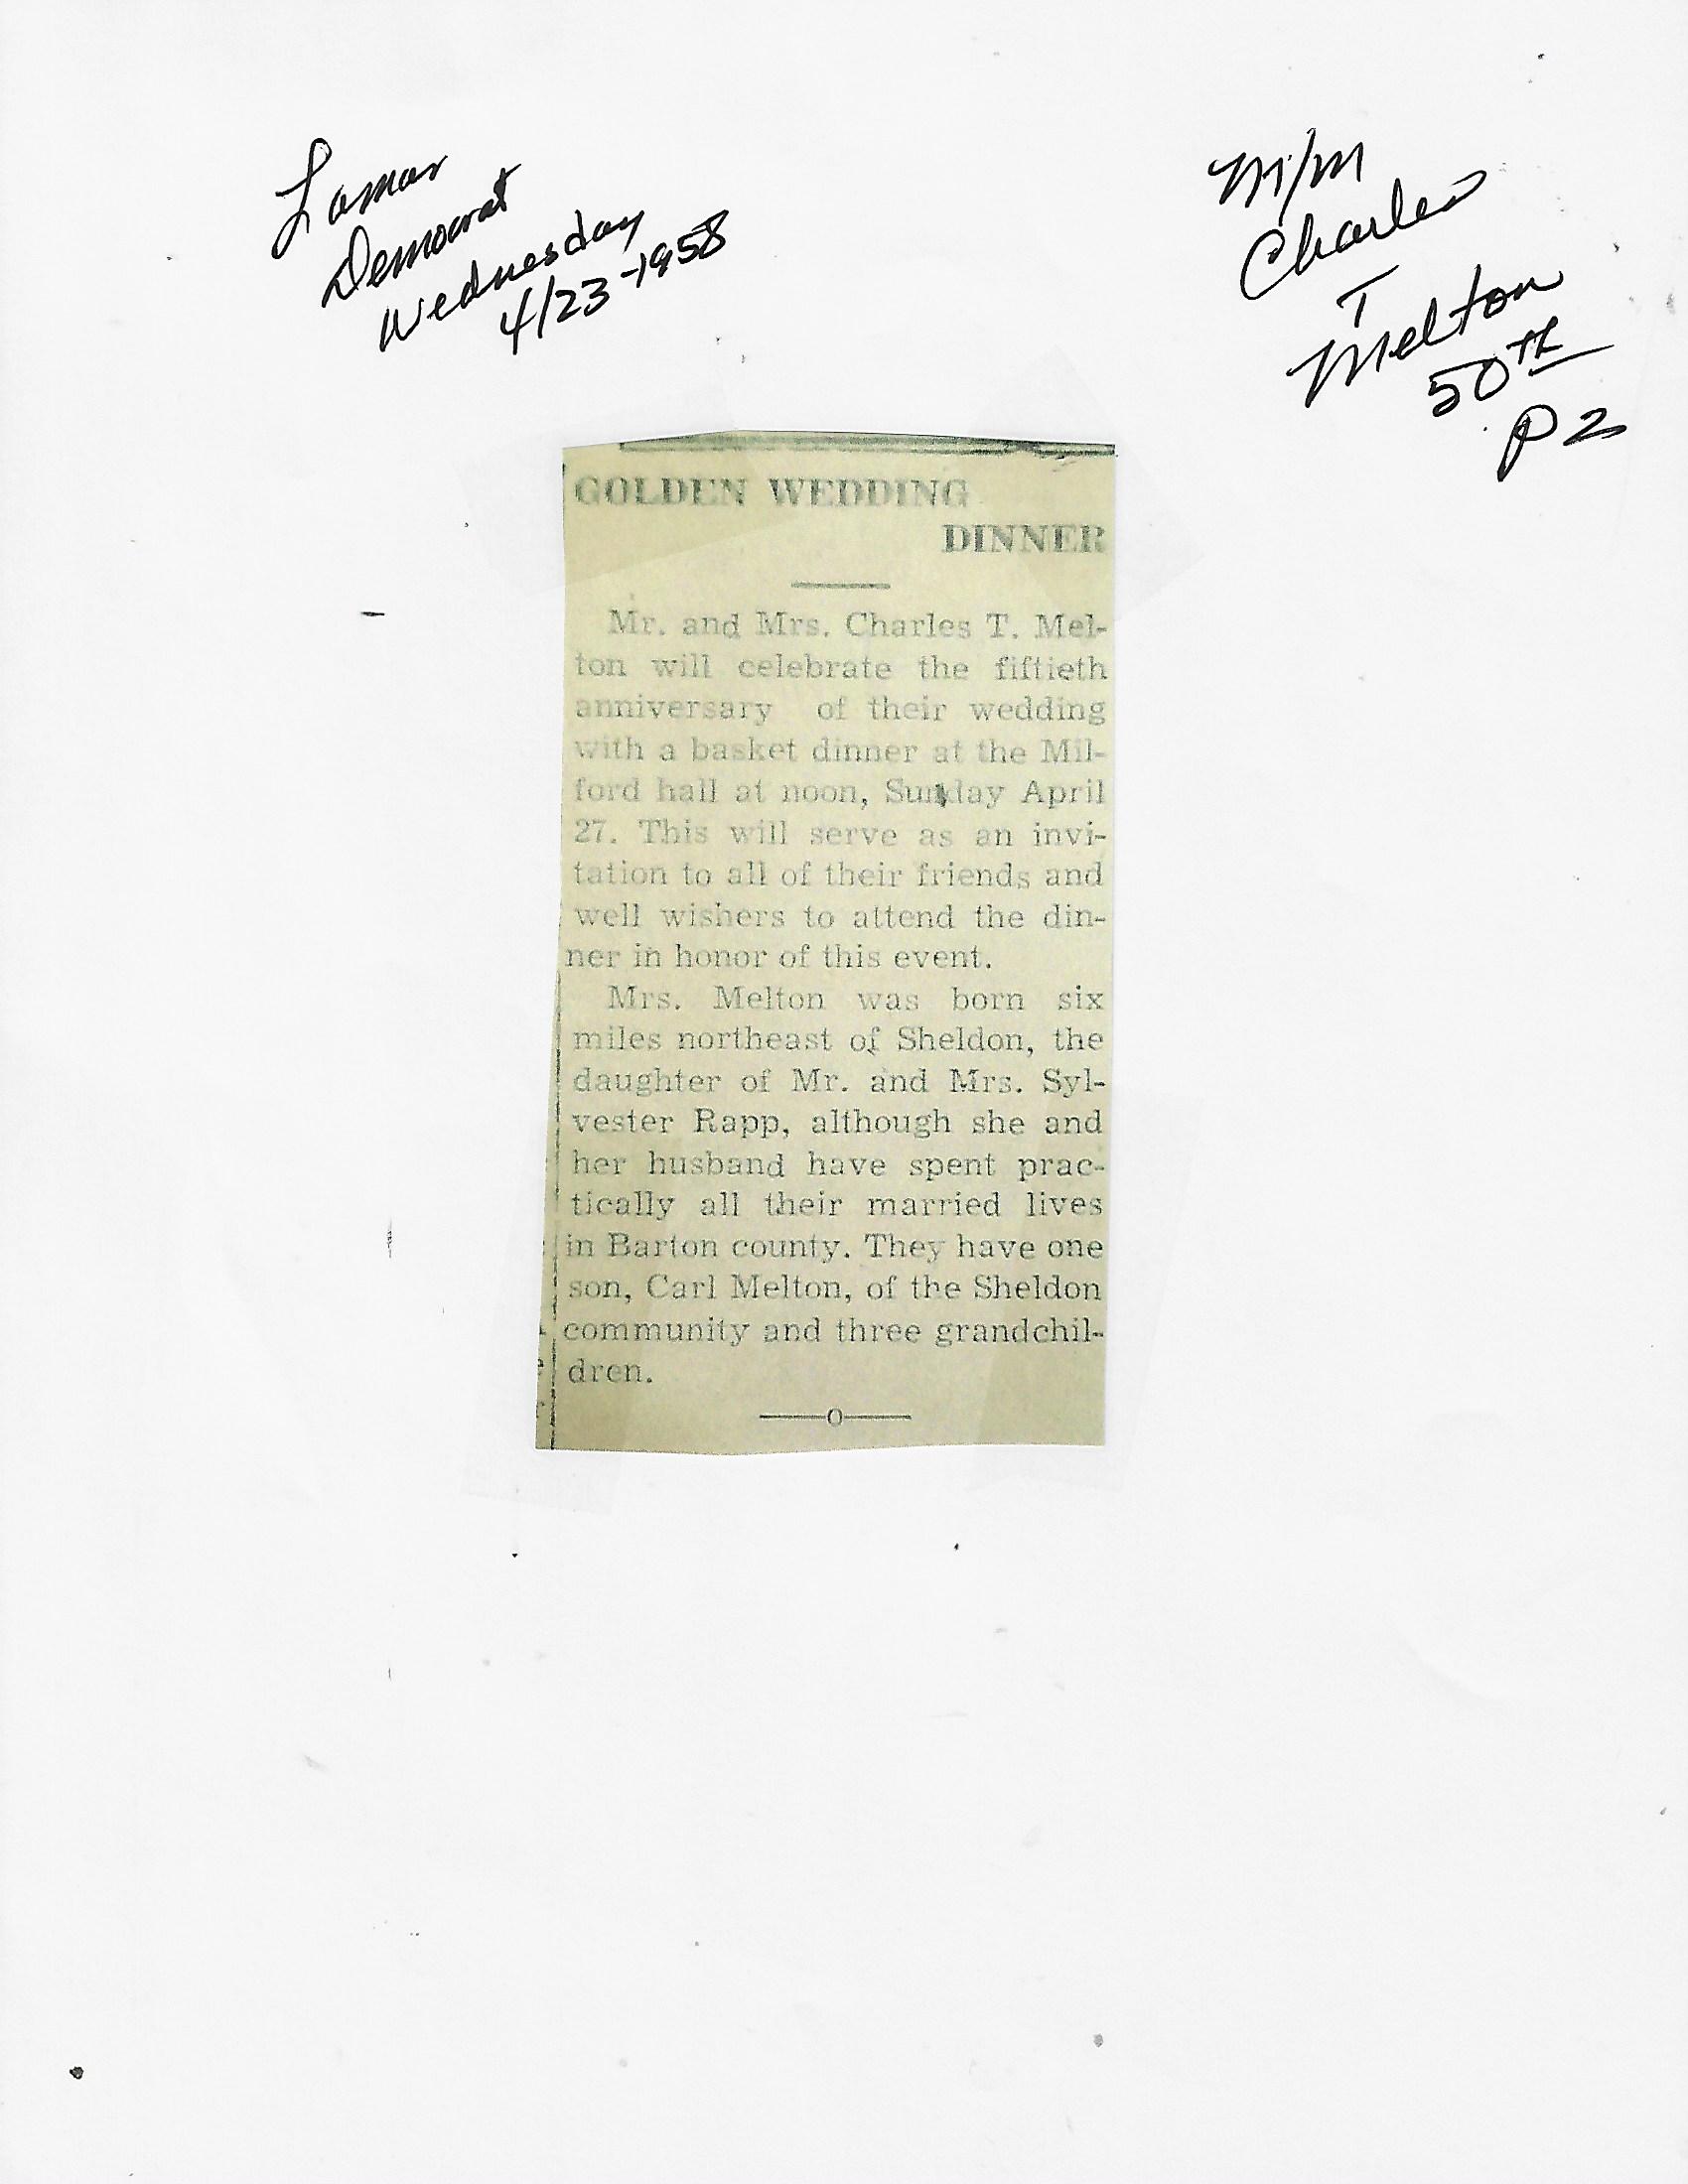 Lamar
Democrat
Wednesday
4/23-1958
M/M
Charles
T
Melton
50th
P2
GOLDEN WEDDING
DINNER
Mr. and Mrs. Charles T. Mel-
ton will celebrate the fiftieth
anniversary of their wedding
with a basket dinner at the Mil-
ford hall at noon, Sunday April
27. This will serve as an invi-
tation to all of their friends and
well wishers to attend the din-
ner in honor of this event.
Mrs. Melton was born six
miles northeast of Sheldon, the
daughter of Mr. and Mrs. Syl-
vester Rapp, although she and
her husband have spent prac-
tically all their married lives
in Barton county. They have one
son, Carl Melton, of the Sheldon
community and three grandchil-
dren.